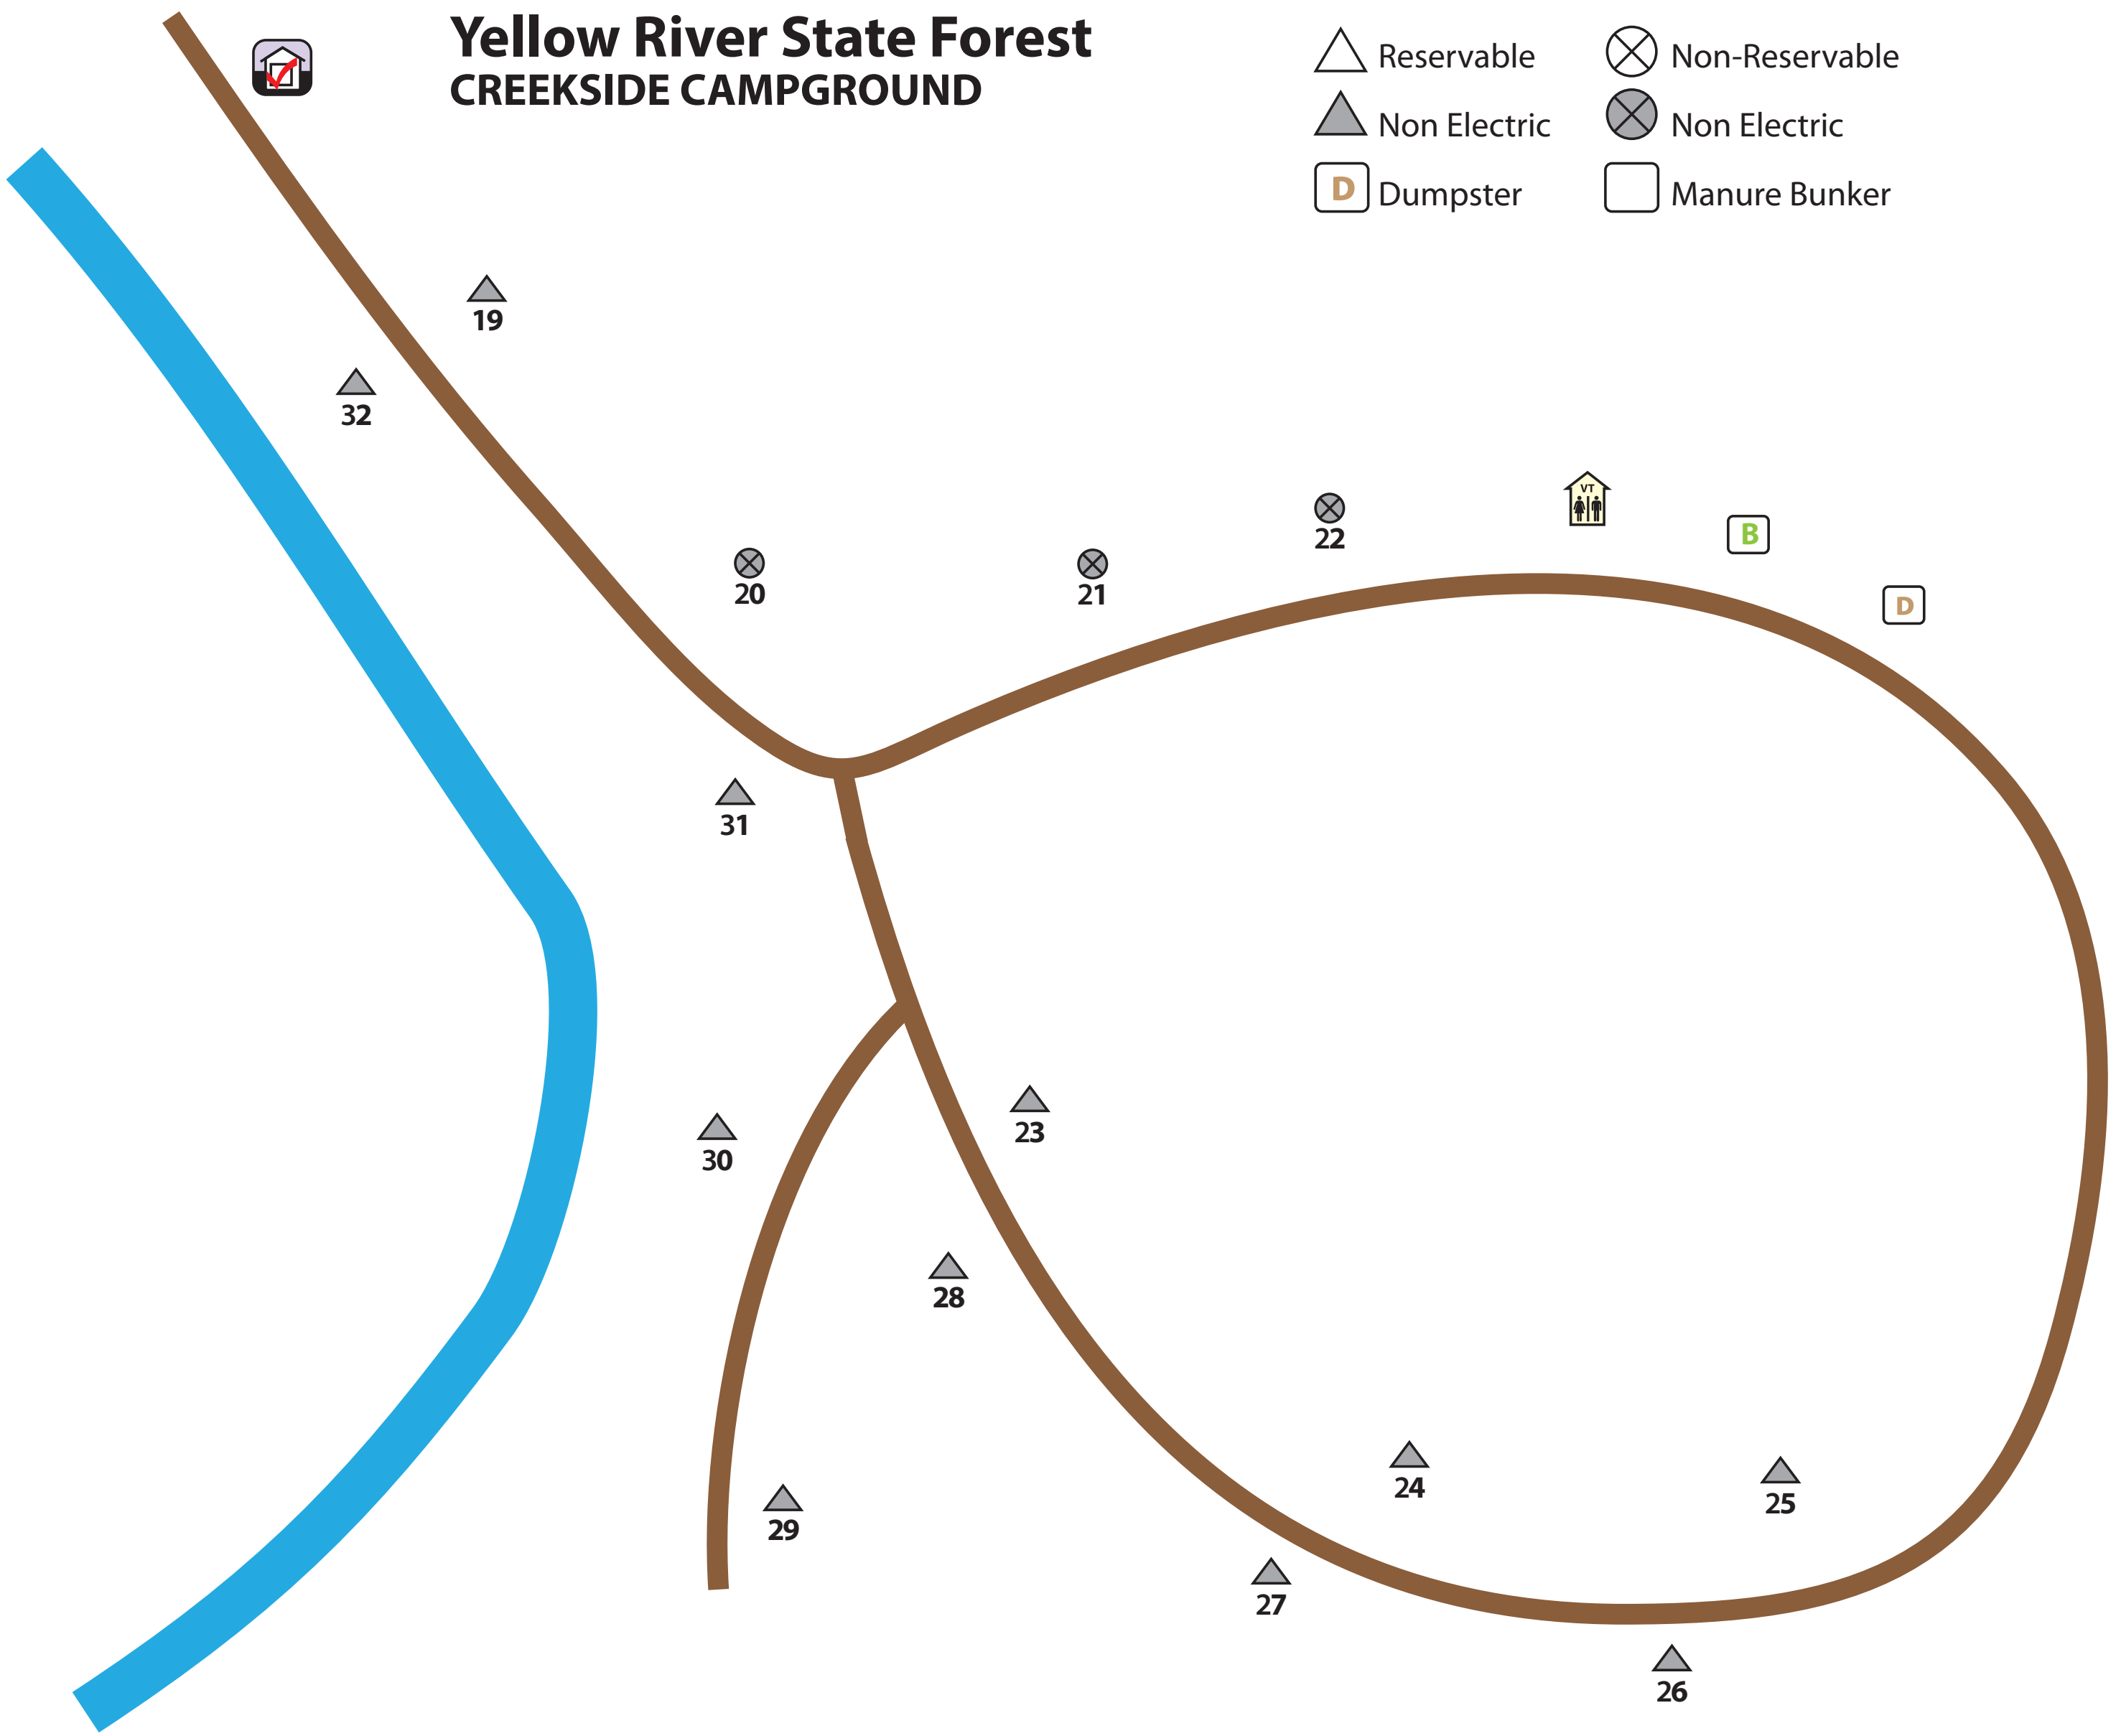 Yellow River State Forest
CREEKSIDE CAMPGROUND
Reservable
Non-Reservable
Non Electric
Non Electric
D Dumpster
Manure Bunker
19
32
VT
22
B
20
21
D
31
23
30
28
24
25
29
27
26